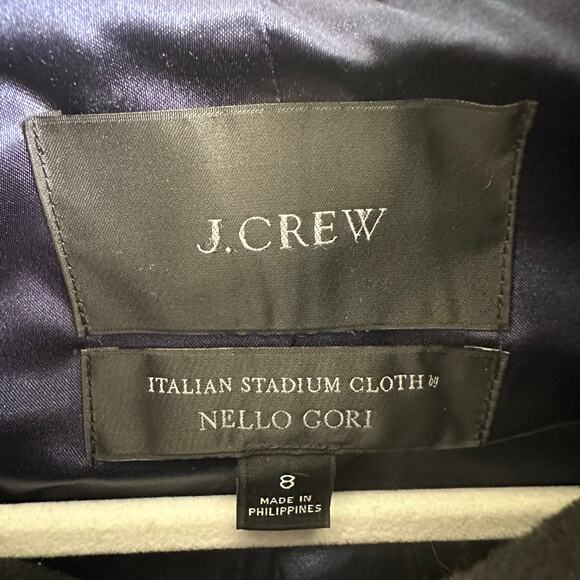 J.CREW
ITALIAN STADIUM CLOTH by
NELLO GORI
8
MADE IN
PHILIPPINES